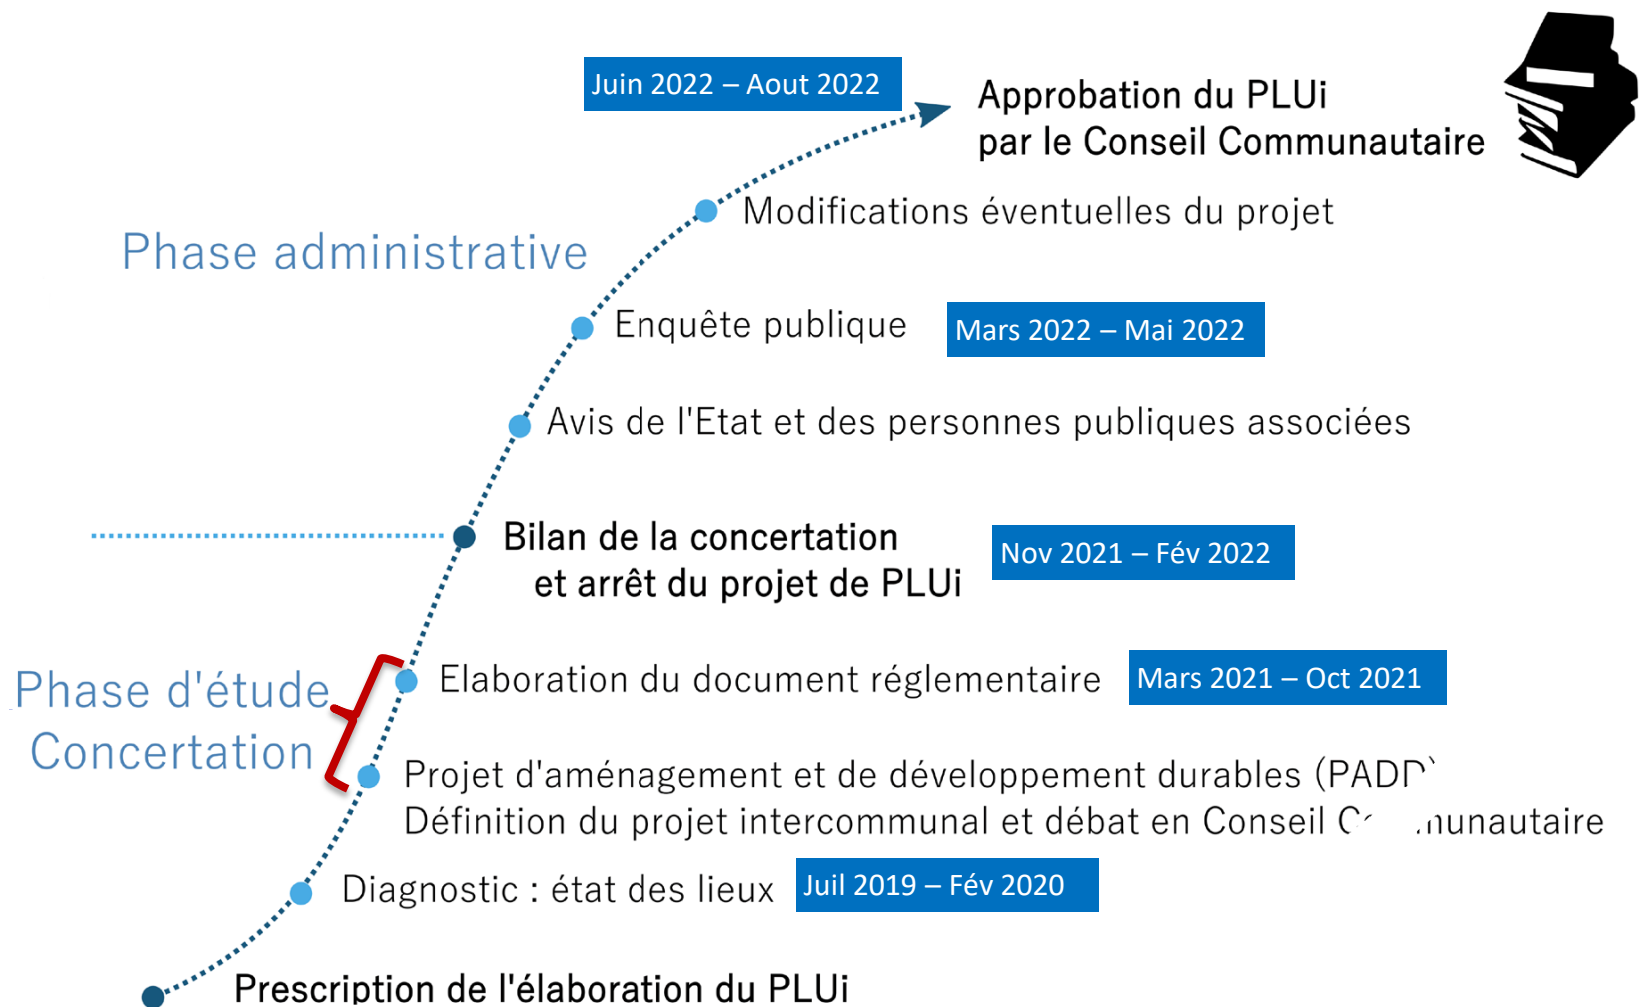 Juin 2022 – Aout 2022
Approbation du PLUi
par le Conseil Communautaire
Modifications éventuelles du projet
Phase administrative
Enquête publique
Mars 2022 – Mai 2022
Avis de l'Etat et des personnes publiques associées
Bilan de la concertation
et arrêt du projet de PLUi
Nov 2021 – Fév 2022
Phase d'étude
Concertation
Elaboration du document réglementaire
Mars 2021 – Oct 2021
Projet d'aménagement et de développement durables
Définition du projet intercommunal et débat en Conseil
Diagnostic : état des lieux
Juil 2019 – Fév 2020
Prescription de l'élaboration du PLUi